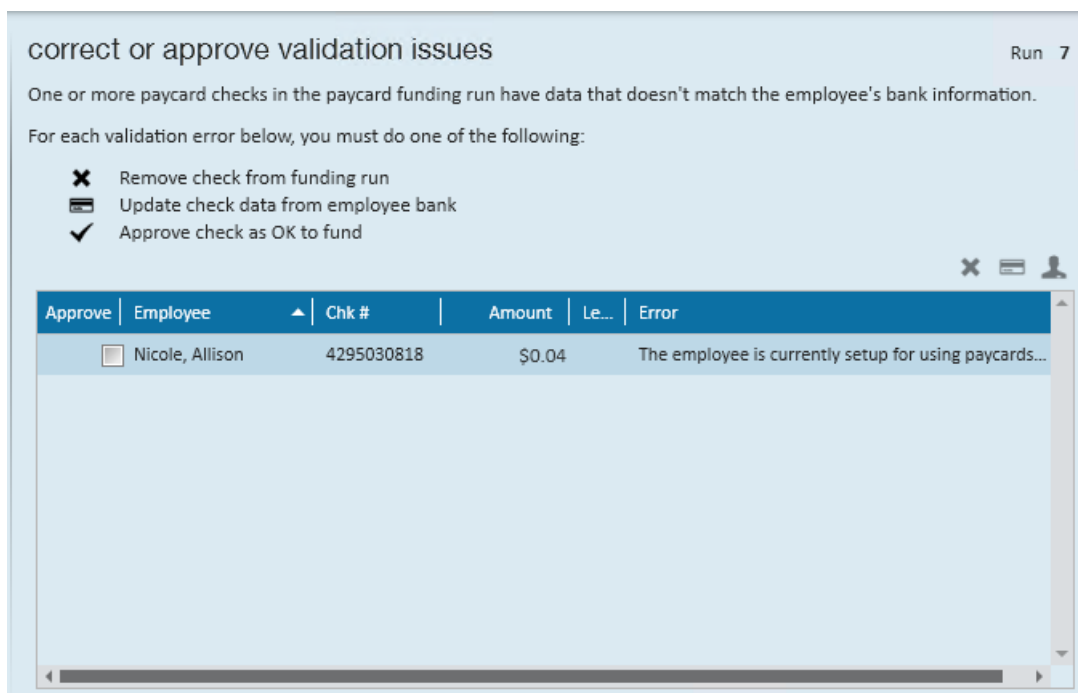 correct or approve validation issues Run 7
One or more paycard checks in the paycard funding run have data that doesn't match the employee's bank information.
For each validation error below, you must do one of the following:
Remove check from funding run
Update check data from employee bank
Approve check as OK to fund
Approve Employee Chk # Amount Le... Error
Nicole, Allison 4295030818 $0.04 The employee is currently setup for using paycards...